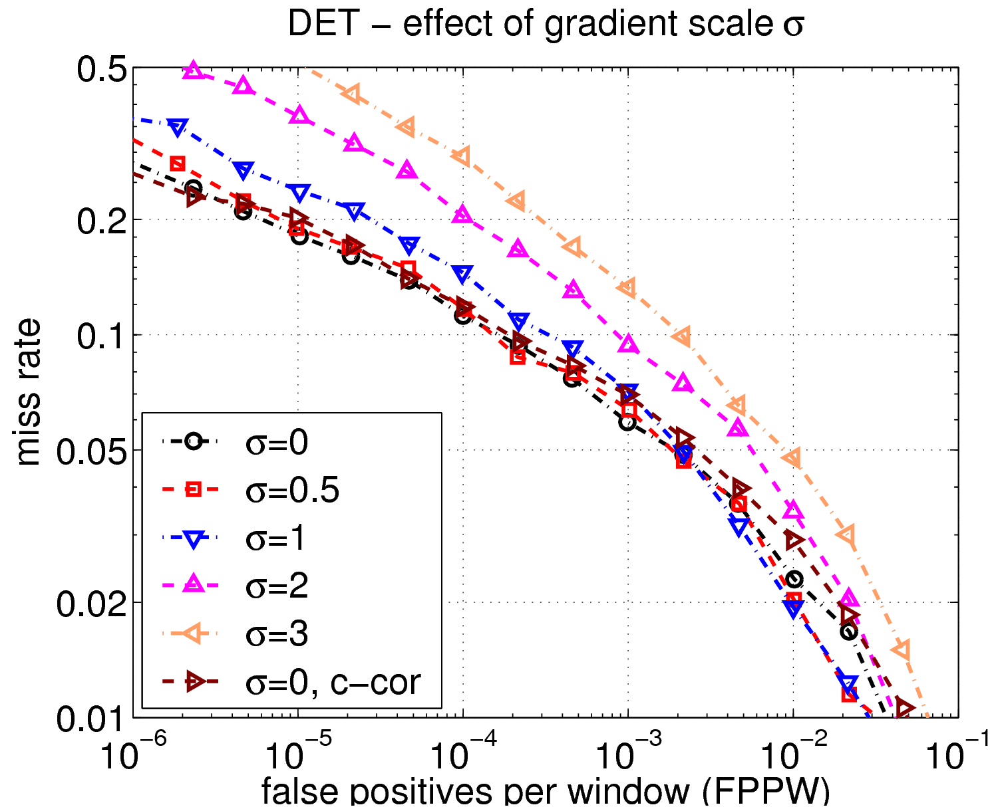 DET − effect of gradient scale σ
0.5
0.2
0.1
0.05
0.02
0.01
miss rate
σ=0
σ=0.5
σ=1
σ=2
σ=3
σ=0, c−cor
10−6 10−5 10−4 10−3 10−2 10−1
false positives per window (FPPW)